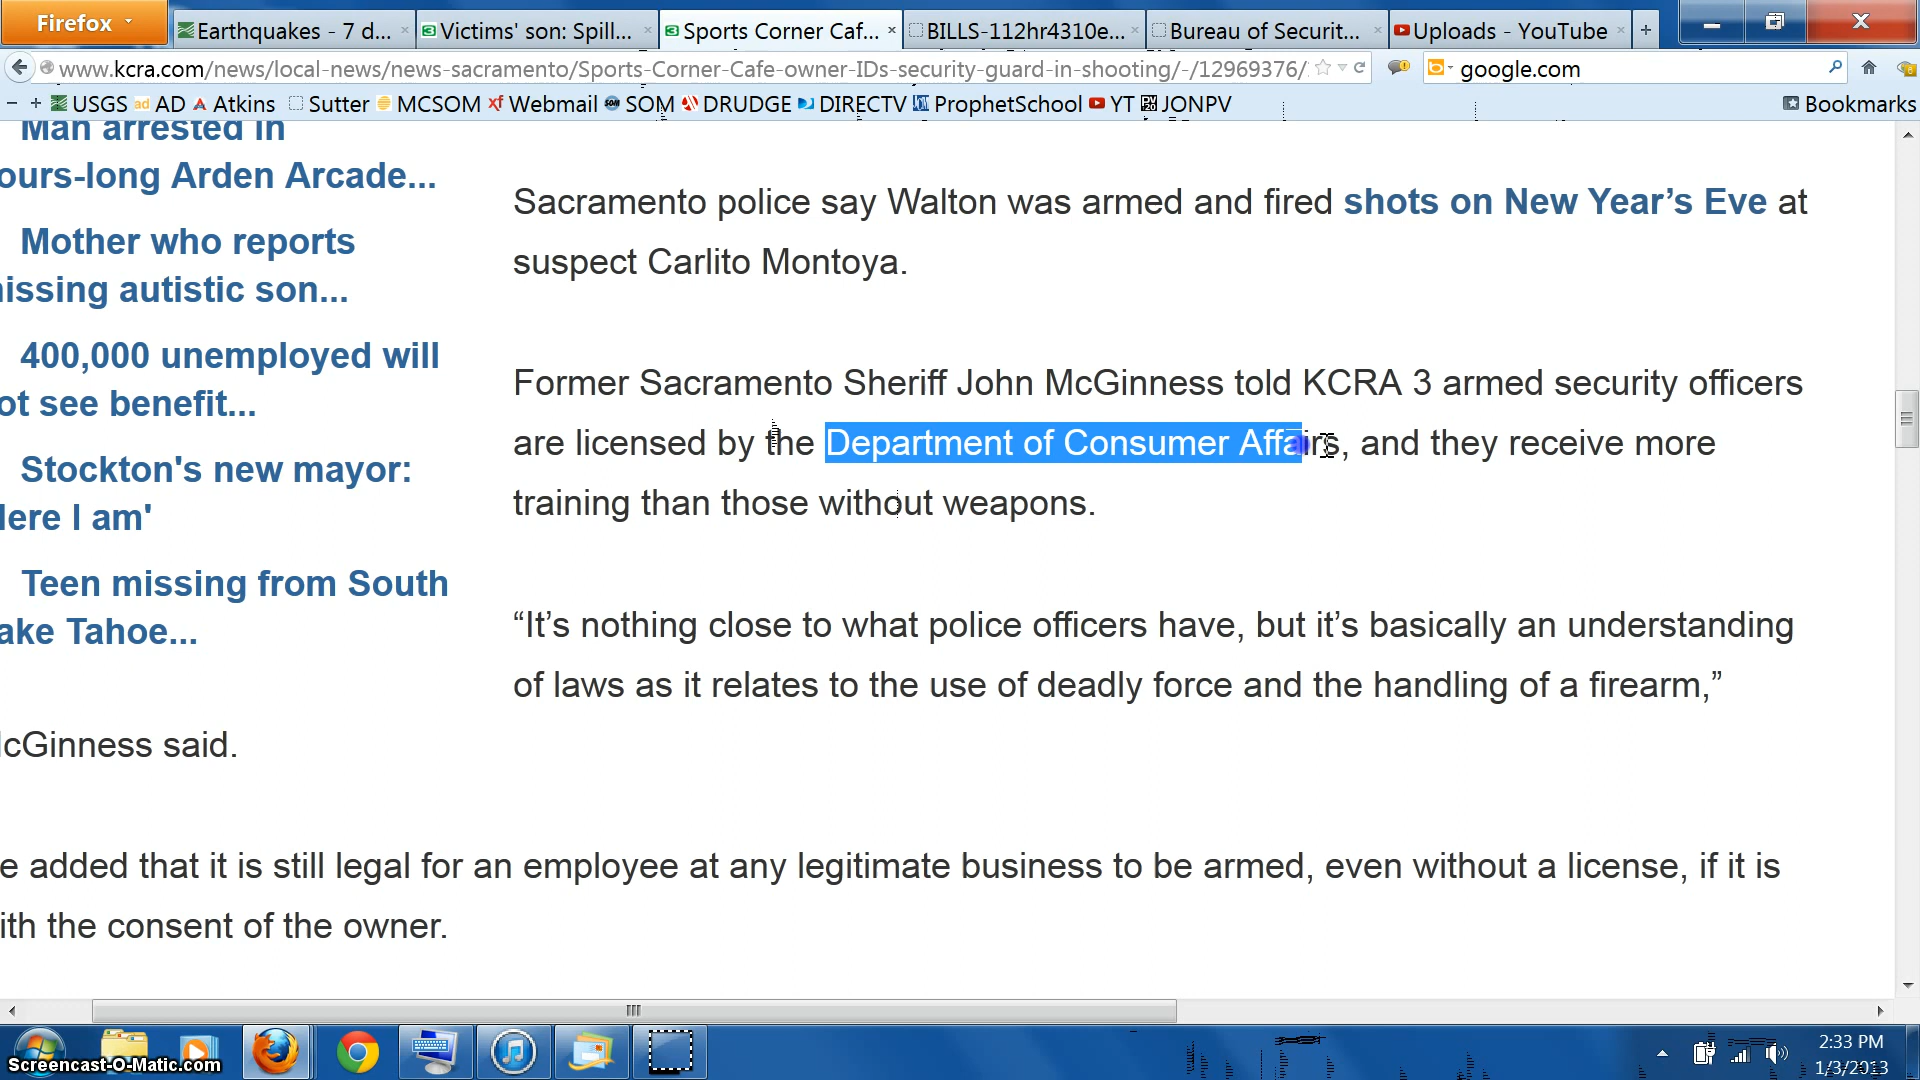 Firefox
Earthquakes - 7 d...
Victims' son: Spill...
Sports Corner Caf...
BILLS-112hr4310e...
Bureau of Securit...
Uploads - YouTube
www.kcra.com/news/local-news/news-sacramento/Sports-Corner-Cafe-owner-IDs-security-guard-in-shooting/-/12969376/
google.com
USGS
ad AD
Atkins
Sutter
MCSOM
Webmail
SOM
DRUDGE
DIRECTV
ProphetSchool
YT
JONPV
Bookmarks
Man arrested in
ours-long Arden Arcade...
Mother who reports
issing autistic son...
400,000 unemployed will
ot see benefit...
Stockton's new mayor:
ere I am'
Teen missing from South
ake Tahoe...
Sacramento police say Walton was armed and fired shots on New Year’s Eve at
suspect Carlito Montoya.
Former Sacramento Sheriff John McGinness told KCRA 3 armed security officers
are licensed by the Department of Consumer Affairs, and they receive more
training than those without weapons.
“It’s nothing close to what police officers have, but it’s basically an understanding
of laws as it relates to the use of deadly force and the handling of a firearm,”
cGinness said.
e added that it is still legal for an employee at any legitimate business to be armed, even without a license, if it is
ith the consent of the owner.
Screencast-O-Matic.com
2:33 PM
1/3/2013